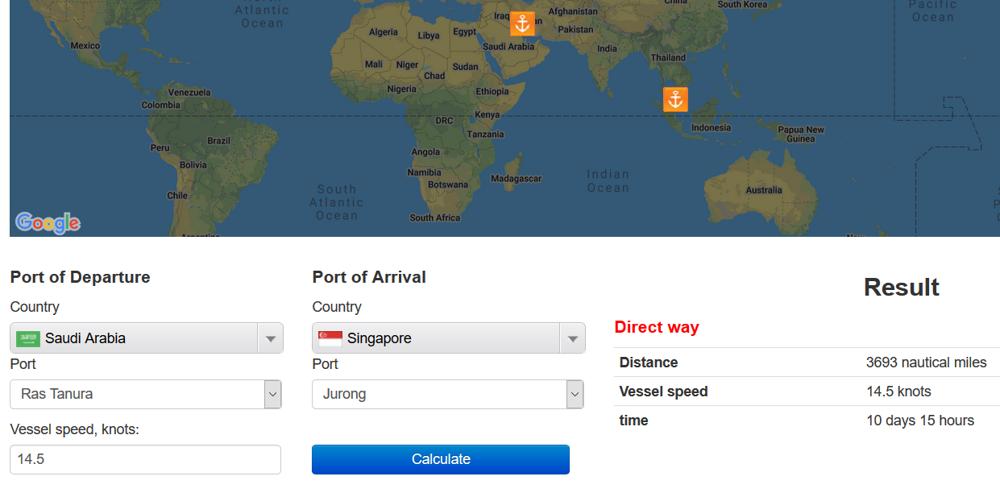 Atlantic
Ocean
Pacific
Ocean
China
South Korea
Afghanistan
Iraq
Pakistan
Algeria
Libya
Egypt
Saudi Arabia
India
Mexico
Thailand
Mali
Niger
Sudan
Chad
Nigeria
Ethiopia
Venezuela
Colombia
Kenya
DRC
Indonesia
Tanzania
Papua New
Guinea
Brazil
Peru
Angola
Bolivia
Namibia
Botswana
Madagascar
Indian
Ocean
South
Atlantic
Ocean
Chile
Australia
South Africa
Google
Port of Departure
Port of Arrival
Result
Country
Country
Direct way
Saudi Arabia
Singapore
Port
Port
Distance
3693 nautical miles
Ras Tanura
Jurong
Vessel speed
14.5 knots
time
10 days 15 hours
Vessel speed, knots:
14.5
Calculate